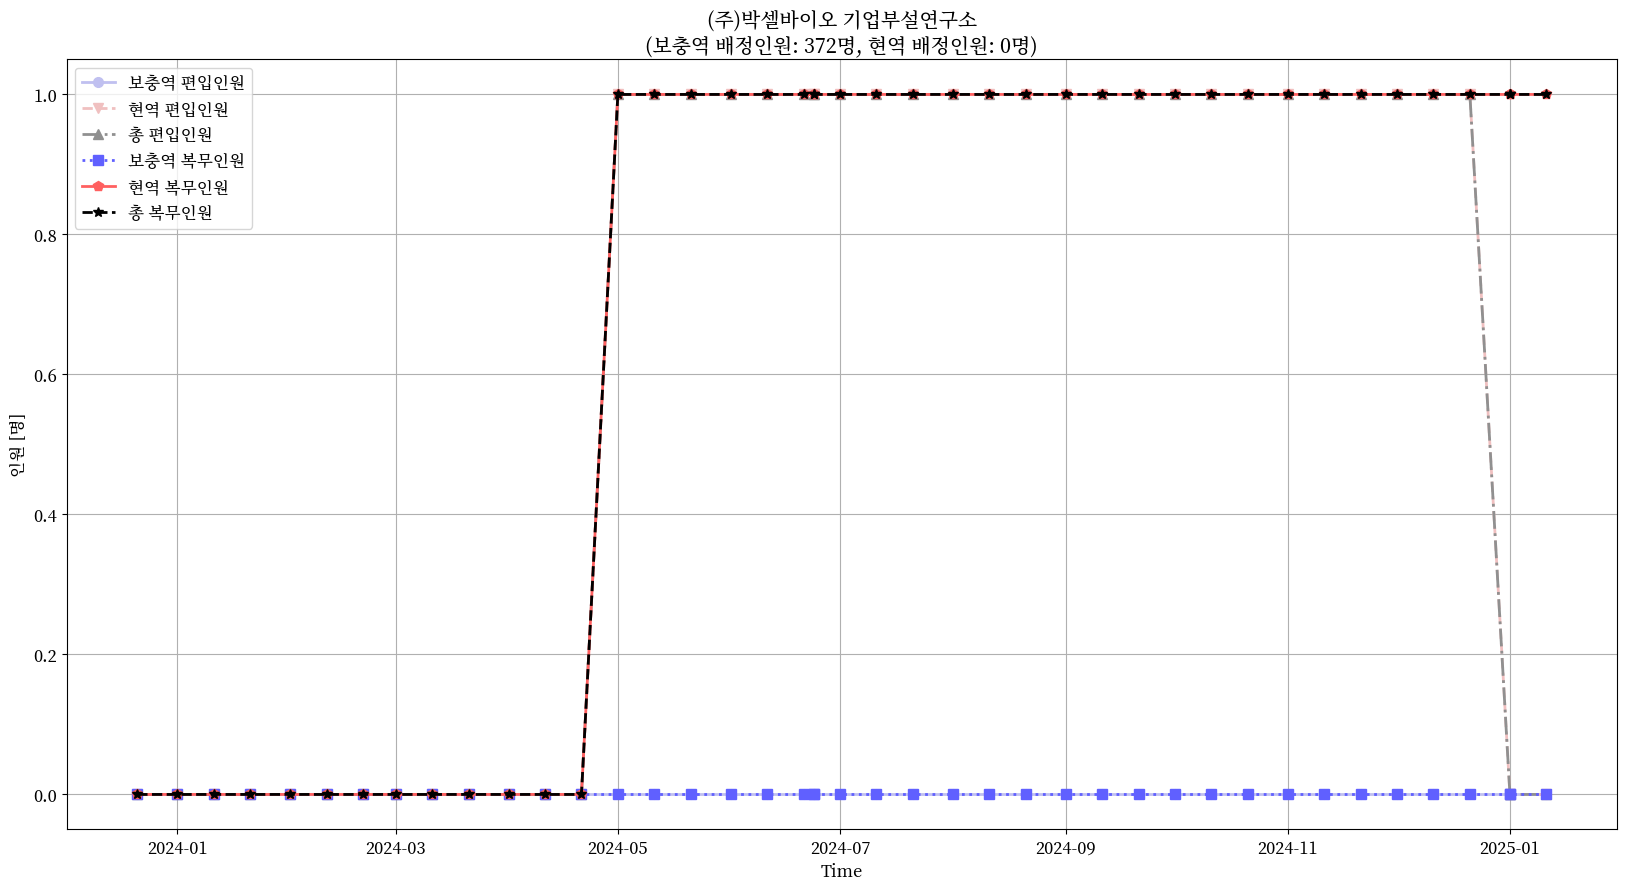 (주)박셀바이오 기업부설연구소
(보충역 배정인원: 372명, 현역 배정인원: 0명)
보충역 편입인원
현역 편입인원
총 편입인원
보충역 복무인원
현역 복무인원
총 복무인원
1.0
0.8
0.6
0.4
0.2
0.0
인원 [명]
2024-01
2024-03
2024-05
2024-07
2024-09
2024-11
2025-01
Time